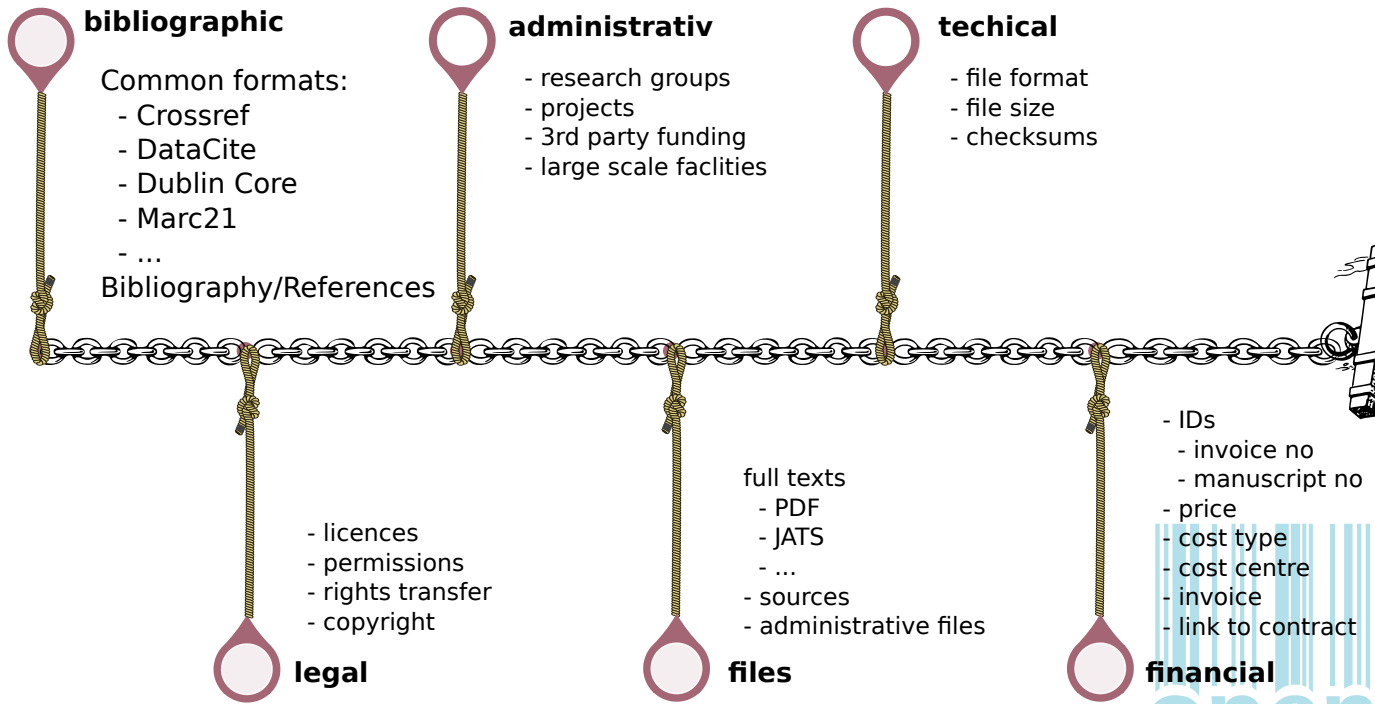 bibliographic
Common formats:
- Crossref
- DataCite
- Dublin Core
- Marc21
- ...
Bibliography/References
administrativ
- research groups
- projects
- 3rd party funding
- large scale faclities
techical
- file format
- file size
- checksums
- licences
- permissions
- rights transfer
- copyright
legal
full texts
- PDF
- JATS
- ...
- sources
- administrative files
files
- IDs
- invoice no
- manuscript no
- price
- cost type
- cost centre
- invoice
- link to contract
financial